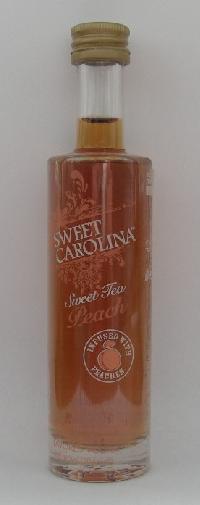 SWEET
CAROLINA
Sweet Tea
Peach
INFUSED WITH
PEACHES